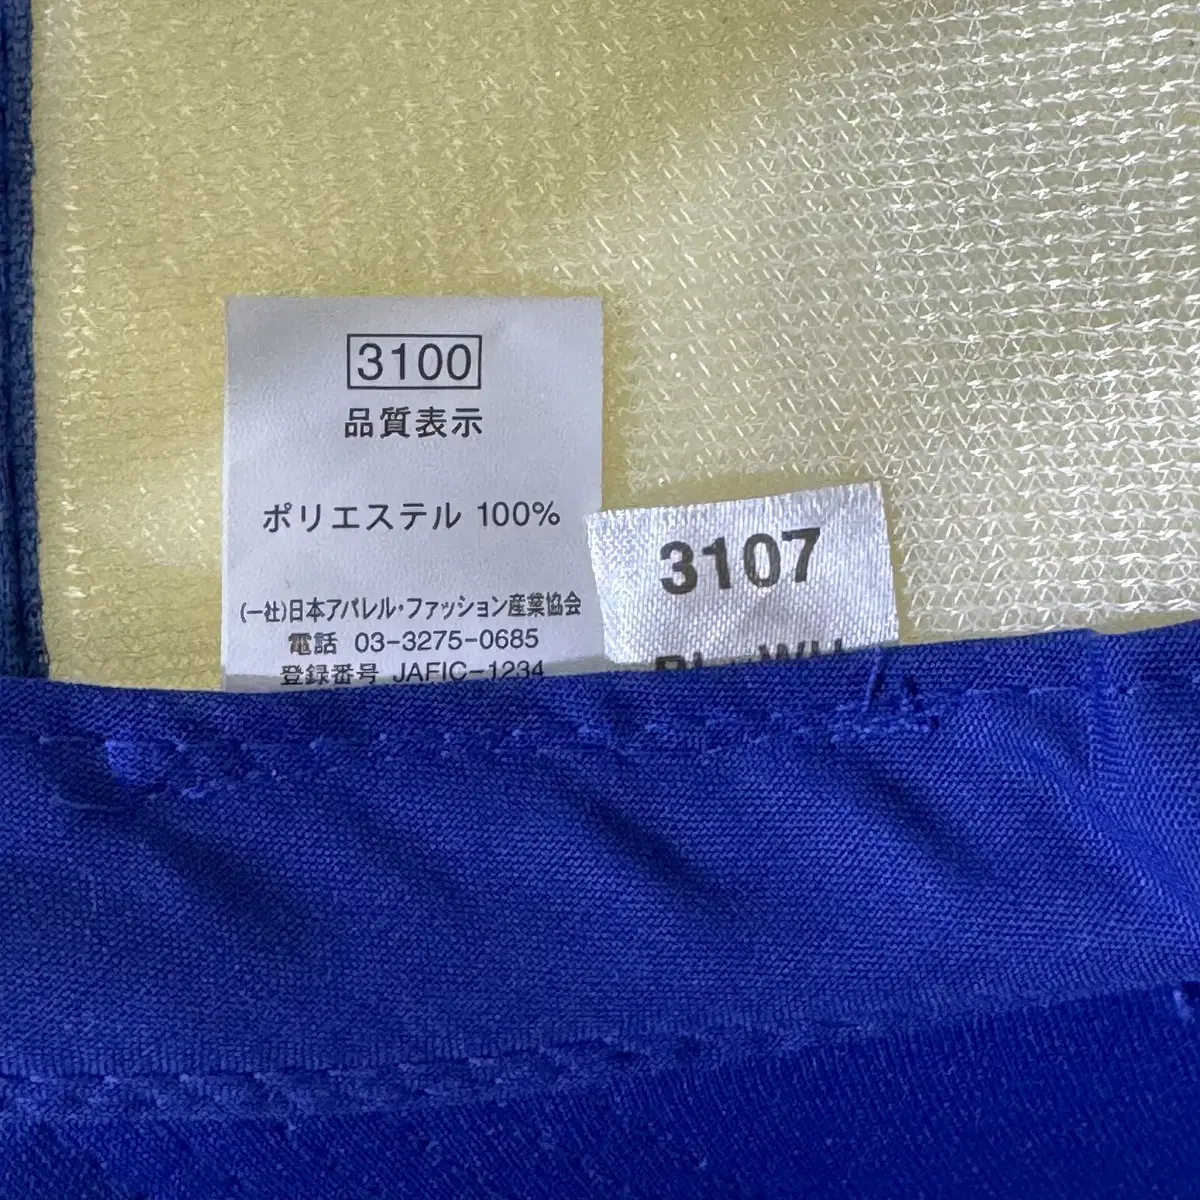 3100
品質表示
ポリエステル 100%
(一社)日本アパレル・ファッション産業協会
電話 03-3275-0685
登録番号 JAFIC-1234
3107